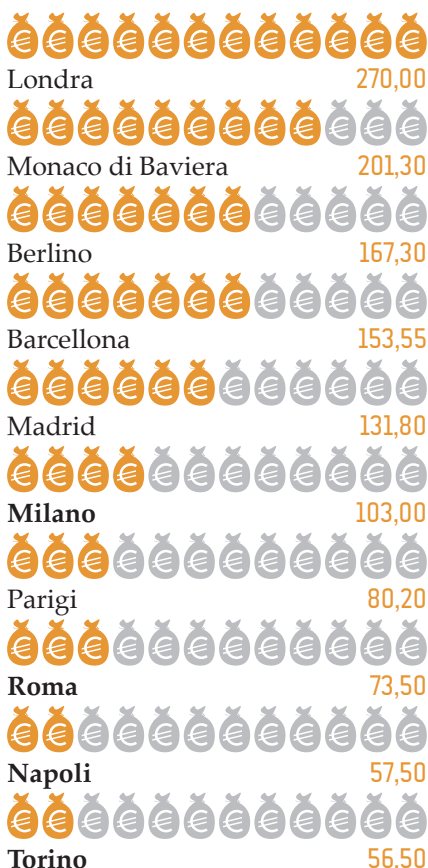 € € € € € € € € € € € €
Londra 270,00
€ € € € € € € € € € € €
Monaco di Baviera 201,30
€ € € € € € € € € € € €
Berlino 167,30
€ € € € € € € € € € € €
Barcellona 153,55
€ € € € € € € € € € € €
Madrid 131,80
€ € € € € € € € € € € €
Milano 103,00
€ € € € € € € € € € € €
Parigi 80,20
€ € € € € € € € € € € €
Roma 73,50
€ € € € € € € € € € € €
Napoli 57,50
€ € € € € € € € € € € €
Torino 56,50